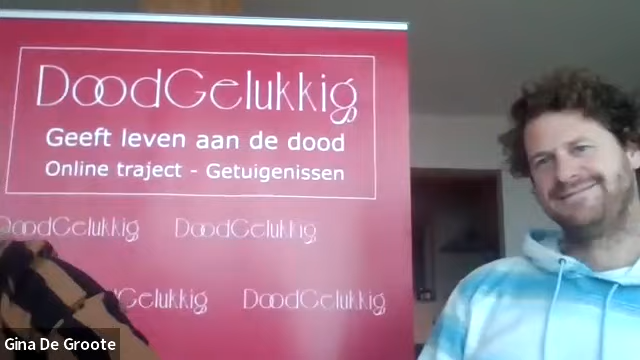 DoodGelukkig
Geeft leven aan de dood
Online traject - Getuigenissen
DoodGelukkig DoodGelukkig
Gelukkig DoodGelukkig
Gina De Groote